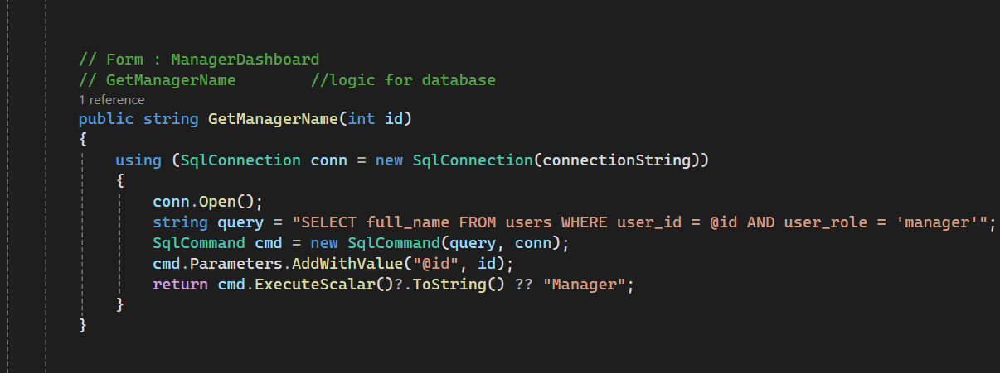 // Form : ManagerDashboard
// GetManagerName        //logic for database
1 reference
public string GetManagerName(int id)
{
    using (SqlConnection conn = new SqlConnection(connectionString))
    {
        conn.Open();
        string query = "SELECT full_name FROM users WHERE user_id = @id AND user_role = 'manager'";
        SqlCommand cmd = new SqlCommand(query, conn);
        cmd.Parameters.AddWithValue("@id", id);
        return cmd.ExecuteScalar()?.ToString() ?? "Manager";
    }
}